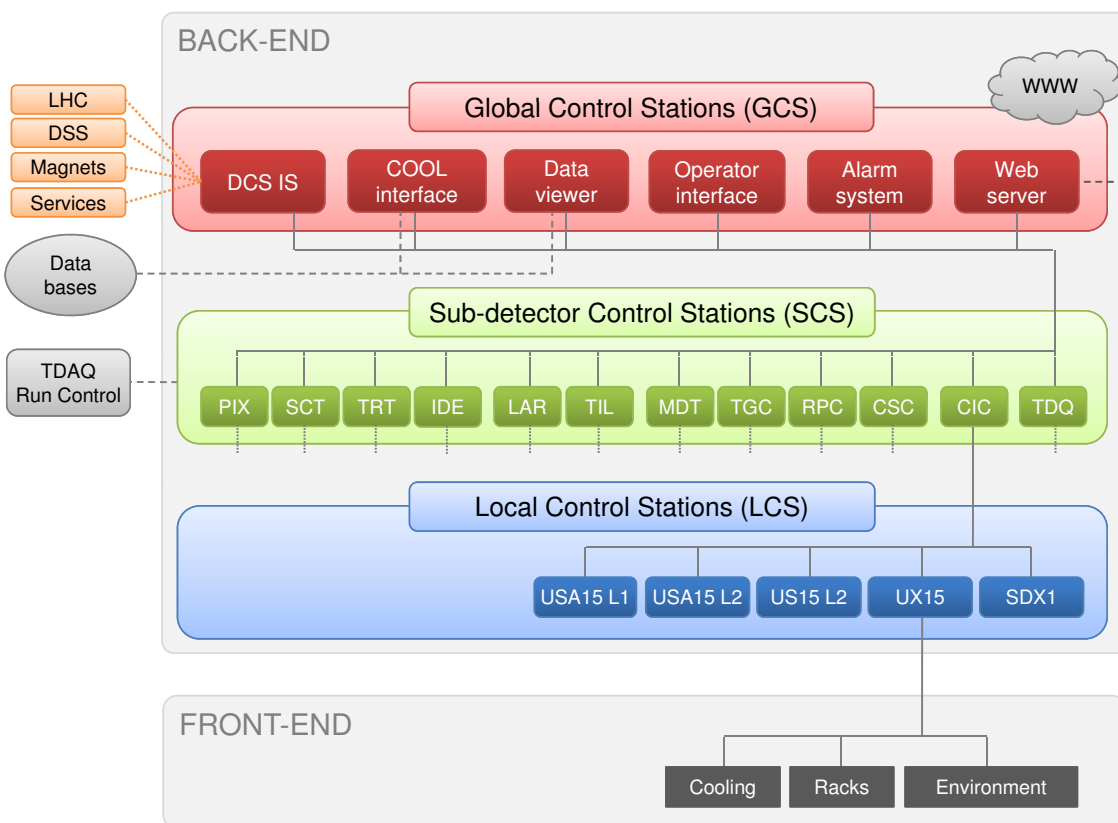 BACK-END
WWW
LHC
DSS
Magnets
Services
Global Control Stations (GCS)
DCS IS
COOL
interface
Data
viewer
Operator
interface
Alarm
system
Web
server
Data
bases
Sub-detector Control Stations (SCS)
TDAQ
Run Control
PIX
SCT
TRT
IDE
LAR
TIL
MDT
TGC
RPC
CSC
CIC
TDQ
Local Control Stations (LCS)
USA15 L1
USA15 L2
US15 L2
UX15
SDX1
FRONT-END
Cooling
Racks
Environment